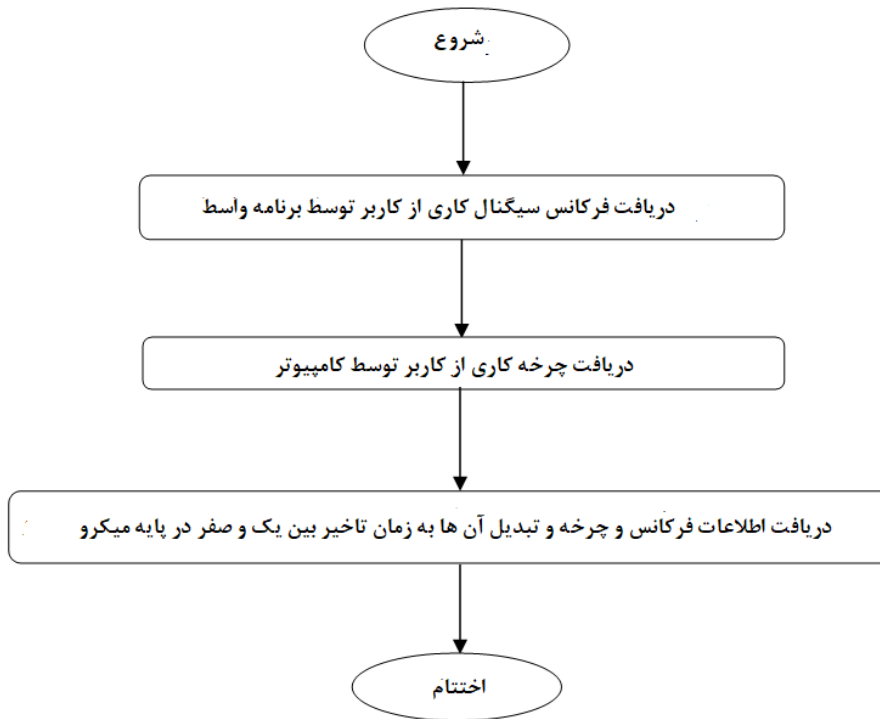 شروع
دریافت فرکانس سیگنال کاری از کاربر توسط برنامه واسط
دریافت چرخه کاری از کاربر توسط کامپیوتر
دریافت اطلاعات فرکانس و چرخه و تبدیل آن ها به زمان تاخیر بین یک و صفر در پایه میکرو
اختتام